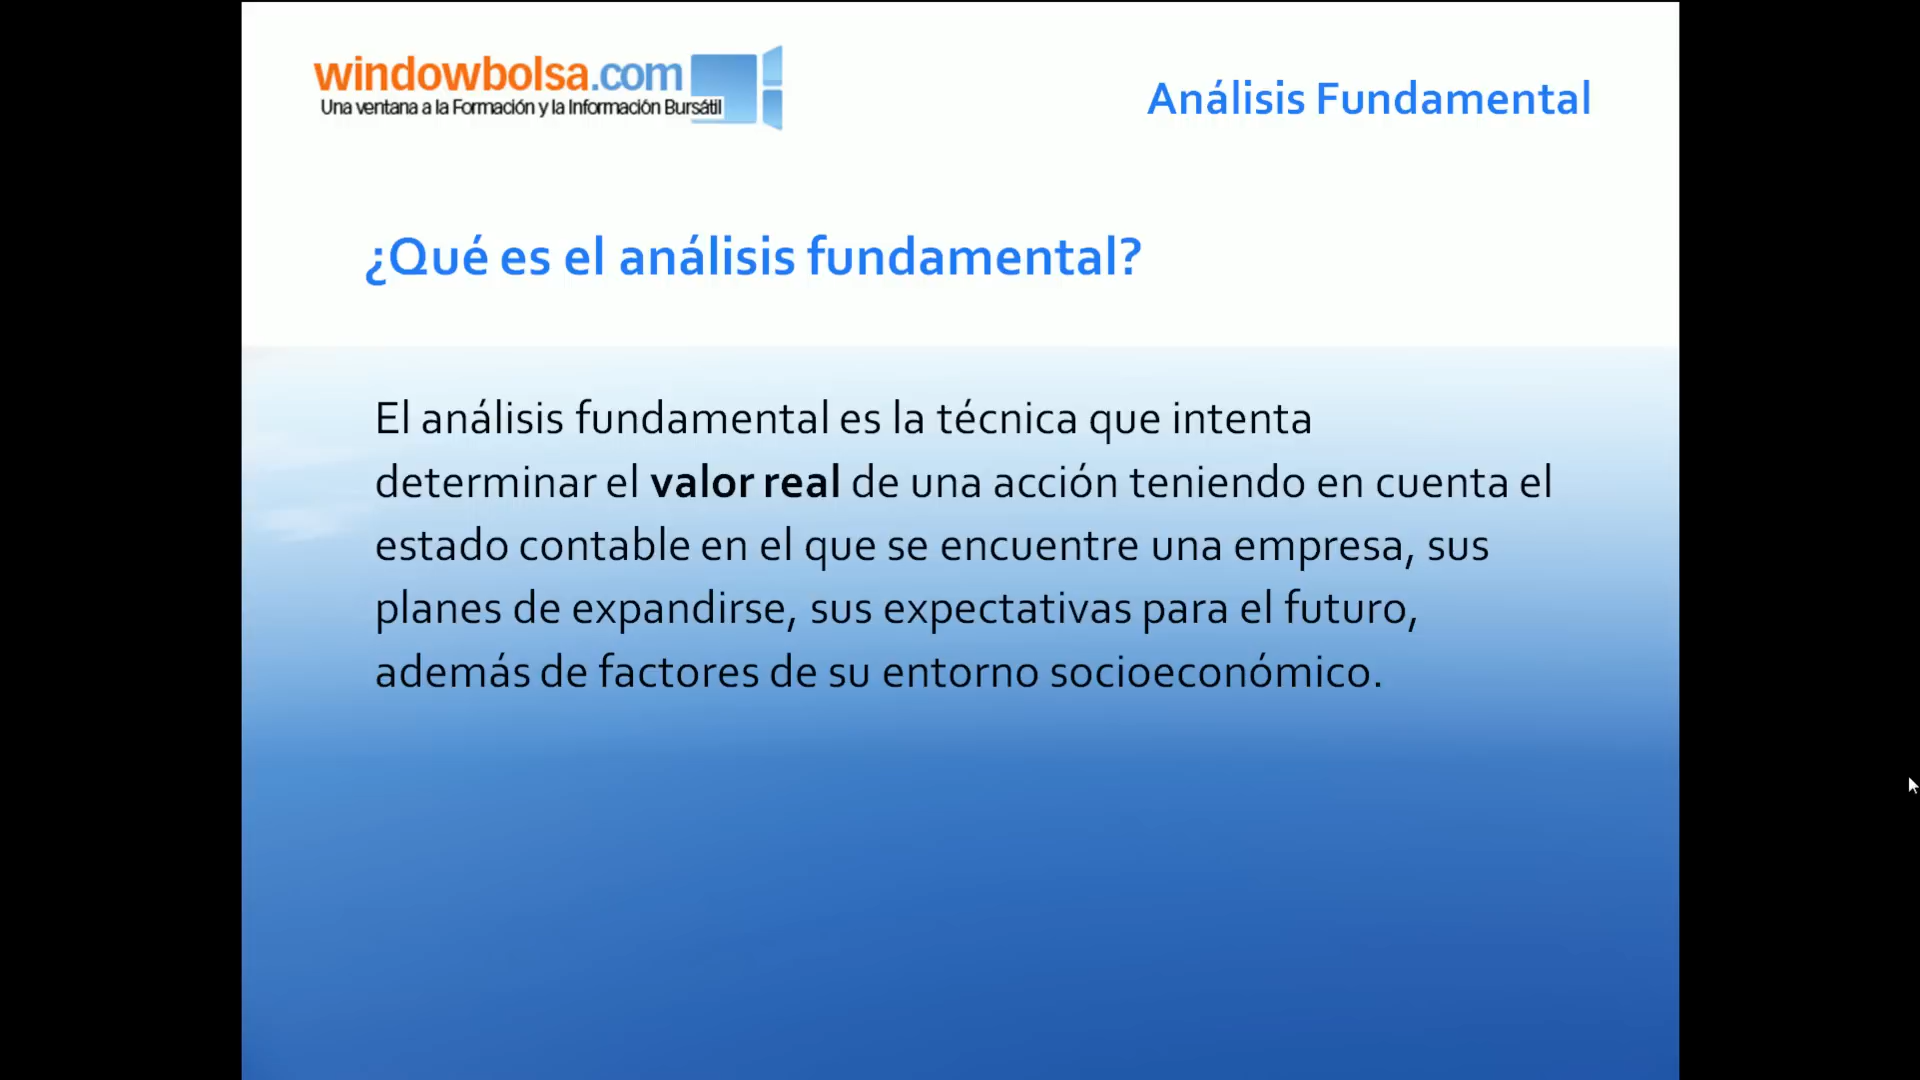 windowbolsa.com
Una ventana a la Formación y la Información Bursátil
Análisis Fundamental
¿Qué es el análisis fundamental?
El análisis fundamental es la técnica que intenta
determinar el valor real de una acción teniendo en cuenta el
estado contable en el que se encuentre una empresa, sus
planes de expandirse, sus expectativas para el futuro,
además de factores de su entorno socioeconómico.